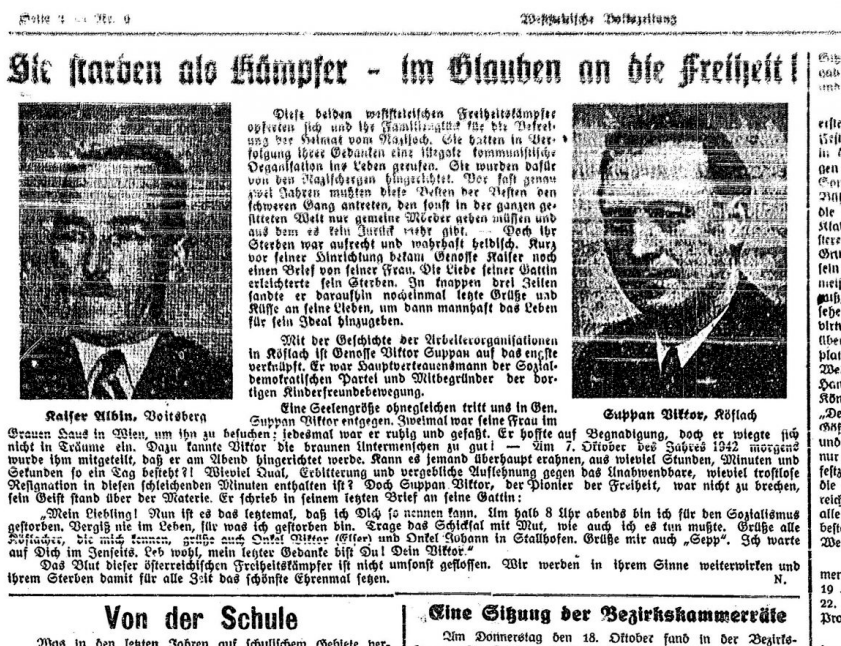 Seite 4 — Nr. 9
Weststeirische Volkszeitung
Sie starben als Kämpfer - im Glauben an die Freiheit!
Diese beiden weststeirischen Freiheitskämpfer
opferten sich und ihr Familienglück für die Befrei-
ung der Heimat vom Nazijoch. Sie hatten in Ver-
folgung ihrer Gedanken eine illegale kommunistische
Organisation ins Leben gerufen. Sie wurden dafür
von den Nazischergen hingerichtet. Vor fast genau
zwei Jahren mußten diese Besten der Besten den
schweren Gang antreten, den sonst in der ganzen ge-
sitteten Welt nur gemeine Mörder gehen müssen und
aus dem es kein Zurück mehr gibt. — Doch ihr
Sterben war aufrecht und wahrhaft heldisch. Kurz
vor seiner Hinrichtung bekam Genosse Kaiser noch
einen Brief von seiner Frau. Die Liebe seiner Gattin
erleichterte sein Sterben. In knappen drei Zeilen
sandte er daraufhin nocheinmal letzte Grüße und
Küsse an seine Lieben, um dann mannhaft das Leben
für sein Ideal hinzugeben.
Mit der Geschichte der Arbeiterorganisationen
in Köflach ist Genosse Viktor Suppan auf das engste
verknüpft. Er war Hauptvertrauensmann der Sozial-
demokratischen Partei und Mitbegründer der dor-
tigen Kinderfreundebewegung.
Eine Seelengröße ohnegleichen tritt uns in Gen.
Suppan Viktor entgegen. Zweimal war seine Frau im
Kaiser Albin, Voitsberg
Suppan Viktor, Köflach
Grauen Haus in Wien, um ihn zu besuchen; jedesmal war er ruhig und gefaßt. Er hoffte auf Begnadigung, doch er wiegte sich
nicht in Träume ein. Dazu kannte Viktor die braunen Untermenschen zu gut! — Am 7. Oktober des Jahres 1942 morgens
wurde ihm mitgeteilt, daß er am Abend hingerichtet werde. Kann es jemand überhaupt erahnen, aus wieviel Stunden, Minuten und
Sekunden so ein Tag besteht?! Wieviel Qual, Erbitterung und vergebliche Auflehnung gegen das Unabwendbare, wieviel trostlose
Resignation in diesen schleichenden Minuten enthalten ist? Doch Suppan Viktor, der Pionier der Freiheit, war nicht zu brechen,
sein Geist stand über der Materie. Er schrieb in seinem letzten Brief an seine Gattin:
„Mein Liebling! Nun ist es das letztemal, daß ich Dich so nennen kann. Um halb 8 Uhr abends bin ich für den Sozialismus
gestorben. Vergiß nie im Leben, für was ich gestorben bin. Trage das Schicksal mit Mut, wie auch ich es tun mußte. Grüße alle
Köflacher, die mich kennen, grüße auch Onkel Viktor (Elser) und Onkel Johann in Stallhofen. Grüße mir auch „Sepp". Ich warte
auf Dich im Jenseits. Leb wohl, mein letzter Gedanke bist Du! Dein Viktor."
Das Blut dieser österreichischen Freiheitskämpfer ist nicht umsonst geflossen. Wir werden in ihrem Sinne weiterwirken und
ihrem Sterben damit für alle Zeit das schönste Ehrenmal setzen. N.
Von der Schule
Was in den letzten Jahren auf schulischem Gebiete ver-
Eine Sitzung der Bezirkskammerräte
Am Donnerstag den 18. Oktober fand in der Bezirks-